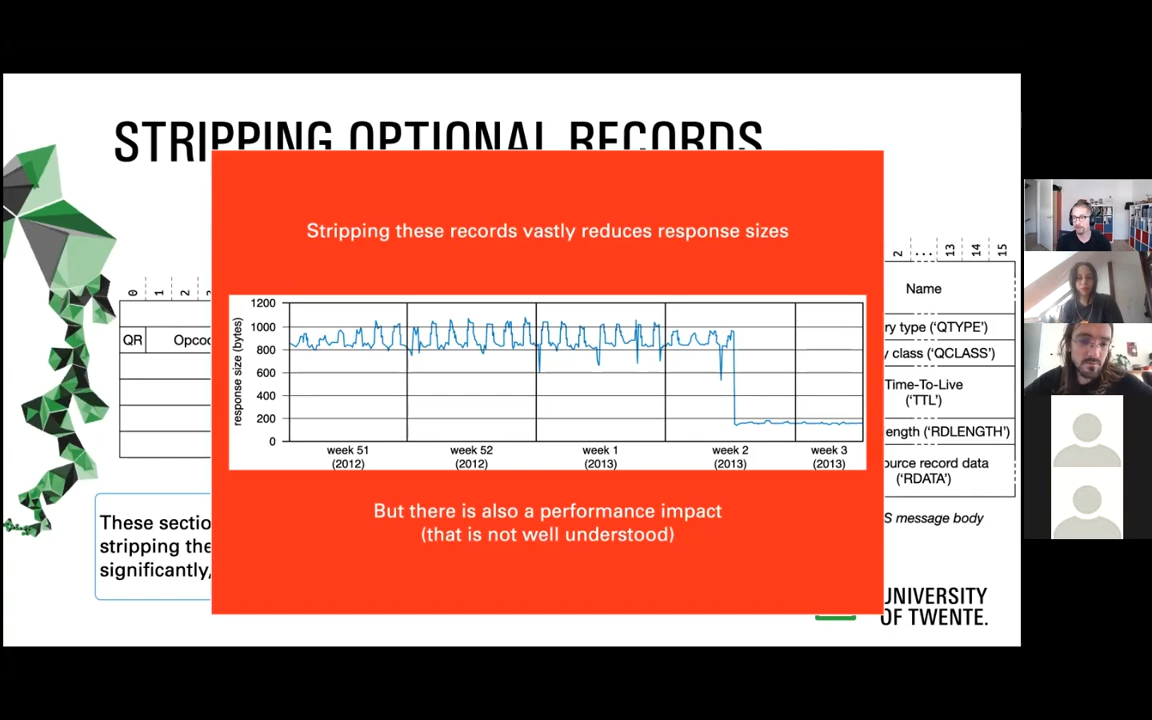 STRIPPING OPTIONAL RECORDS
Stripping these records vastly reduces response sizes
0 1 2
QR
2 ... 13 14 15
Name
ry type (‘QTYPE’)
y class (‘QCLASS’)
Time-To-Live
(‘TTL’)
ength (‘RDLENGTH’)
ource record data
(‘RDATA’)
S message body
response size (bytes)
1200
1000
800
600
400
200
0
week 51 week 52 week 1 week 2 week 3
(2012) (2012) (2013) (2013) (2013)
But there is also a performance impact
(that is not well understood)
These sectio
stripping the
significantly,
UNIVERSITY
OF TWENTE.